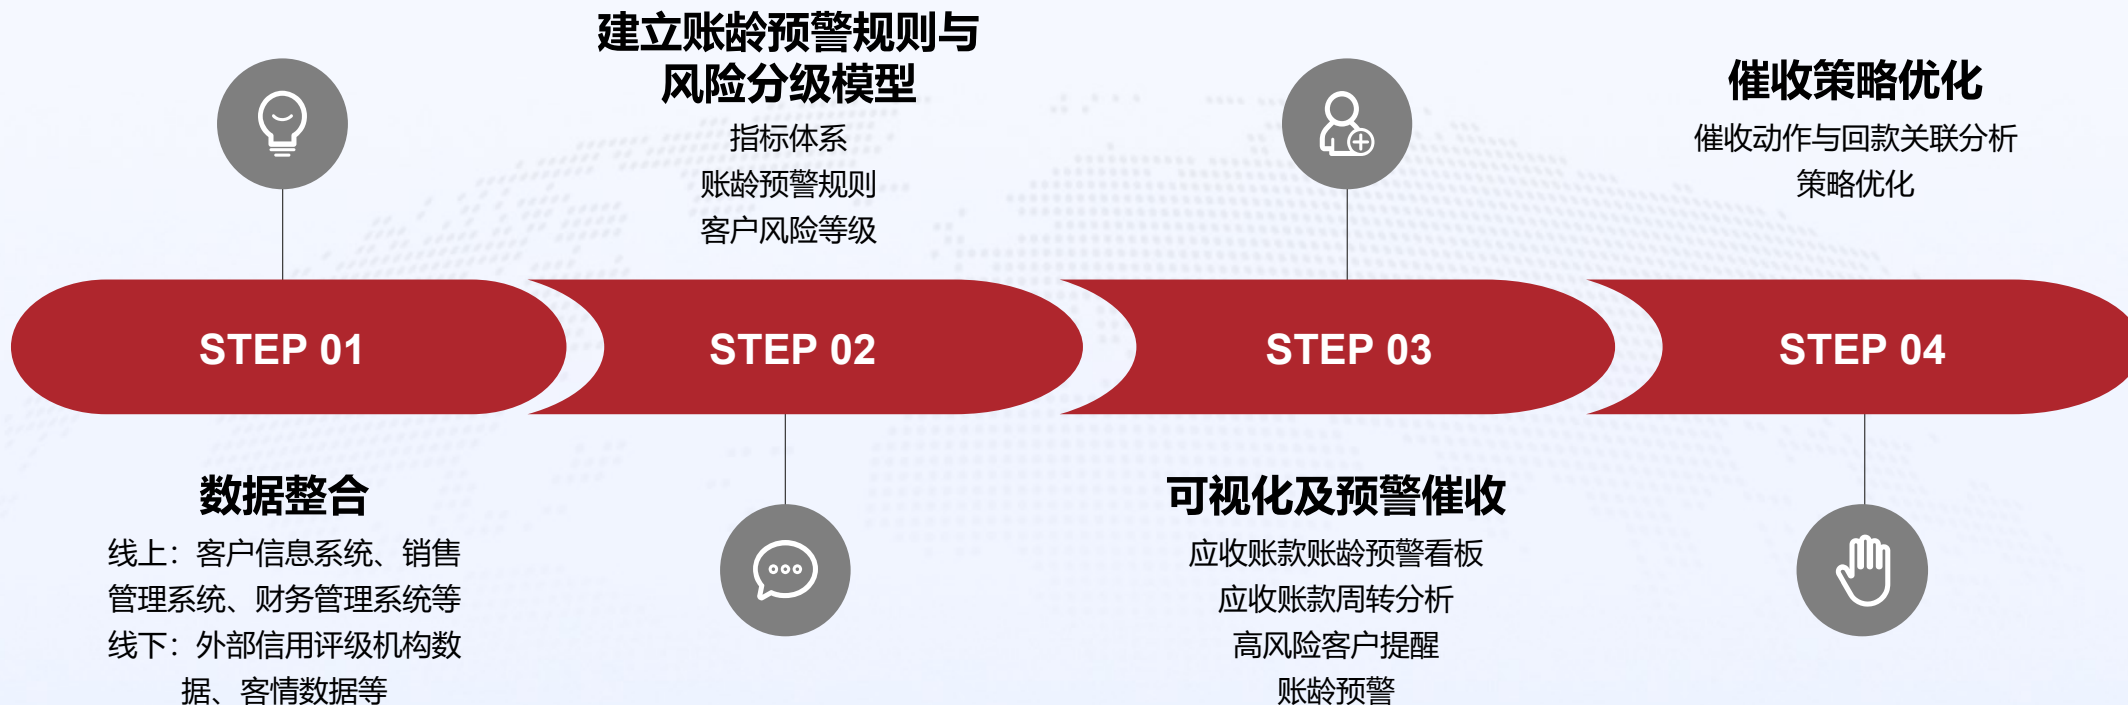 建立账龄预警规则与
风险分级模型
指标体系
账龄预警规则
客户风险等级
催收策略优化
催收动作与回款关联分析
策略优化
STEP 01
STEP 02
STEP 03
STEP 04
数据整合
线上：客户信息系统、销售
管理系统、财务管理系统等
线下：外部信用评级机构数
据、客情数据等
可视化及预警催收
应收账款账龄预警看板
应收账款周转分析
高风险客户提醒
账龄预警